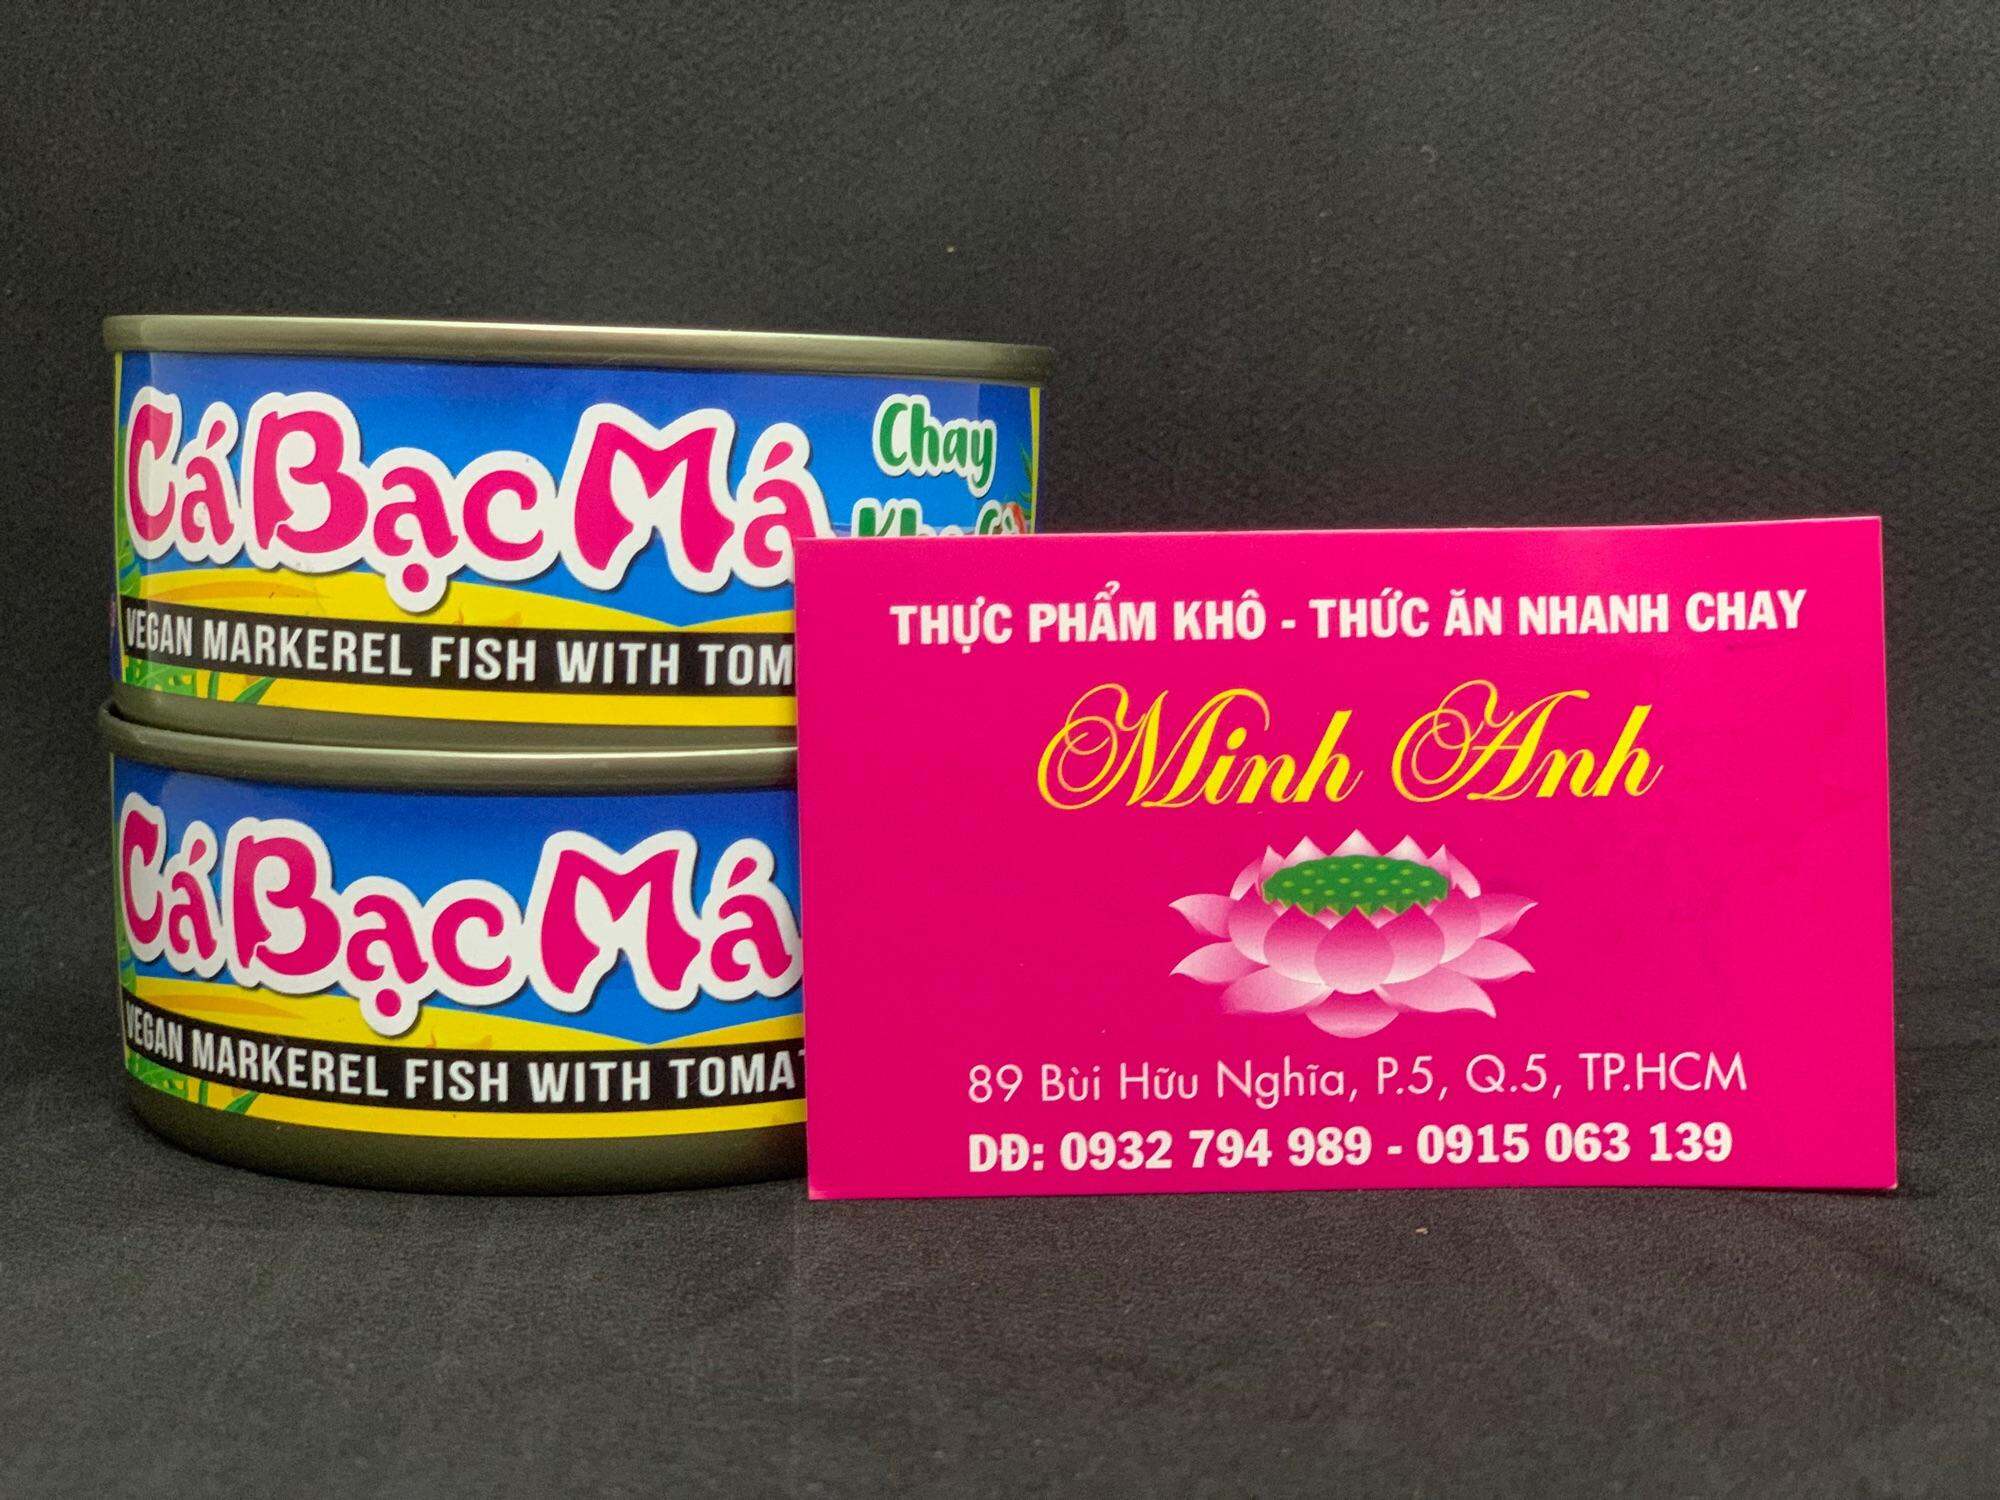 Cá Bạc Má
Chay
VEGAN MARKEREL FISH WITH
Cá Bạc Má
VEGAN MARKEREL FISH WITH
THỰC PHẨM KHÔ - THỨC ĂN NHANH CHAY
Minh Anh
89 Bùi Hữu Nghĩa, P.5, Q.5, TP.HCM
DĐ: 0932 794 989 - 0915 063 139